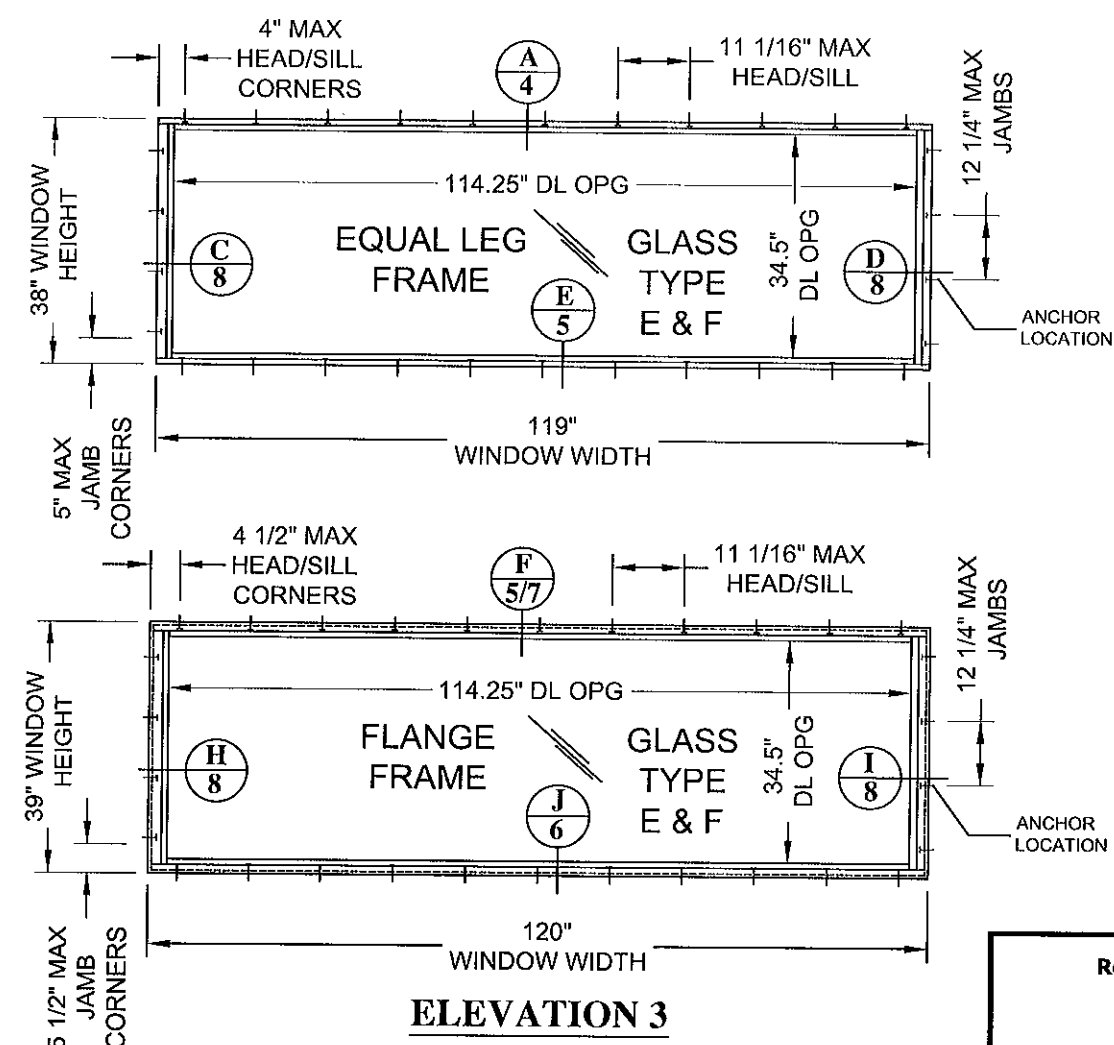 4" MAX
HEAD/SILL
CORNERS
A
4
11 1/16" MAX
HEAD/SILL
12 1/4" MAX
JAMBS
38" WINDOW
HEIGHT
114.25" DL OPG
34.5"
DL OPG
EQUAL LEG
FRAME
GLASS
TYPE
E & F
C
8
D
8
E
5
ANCHOR
LOCATION
5" MAX
JAMB
CORNERS
119"
WINDOW WIDTH
4 1/2" MAX
HEAD/SILL
CORNERS
F
5/7
11 1/16" MAX
HEAD/SILL
12 1/4" MAX
JAMBS
39" WINDOW
HEIGHT
114.25" DL OPG
34.5"
DL OPG
FLANGE
FRAME
GLASS
TYPE
E & F
H
8
I
8
J
6
ANCHOR
LOCATION
1/2" MAX
JAMB
CORNERS
120"
WINDOW WIDTH
ELEVATION 3